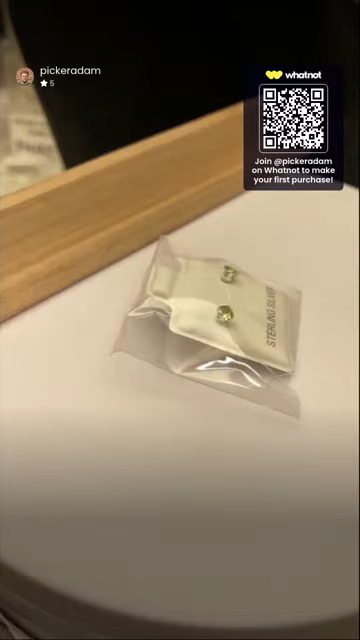 pickeradam
5
whatnot
Join @pickeradam
on Whatnot to make
your first purchase!
STERLING SILVER